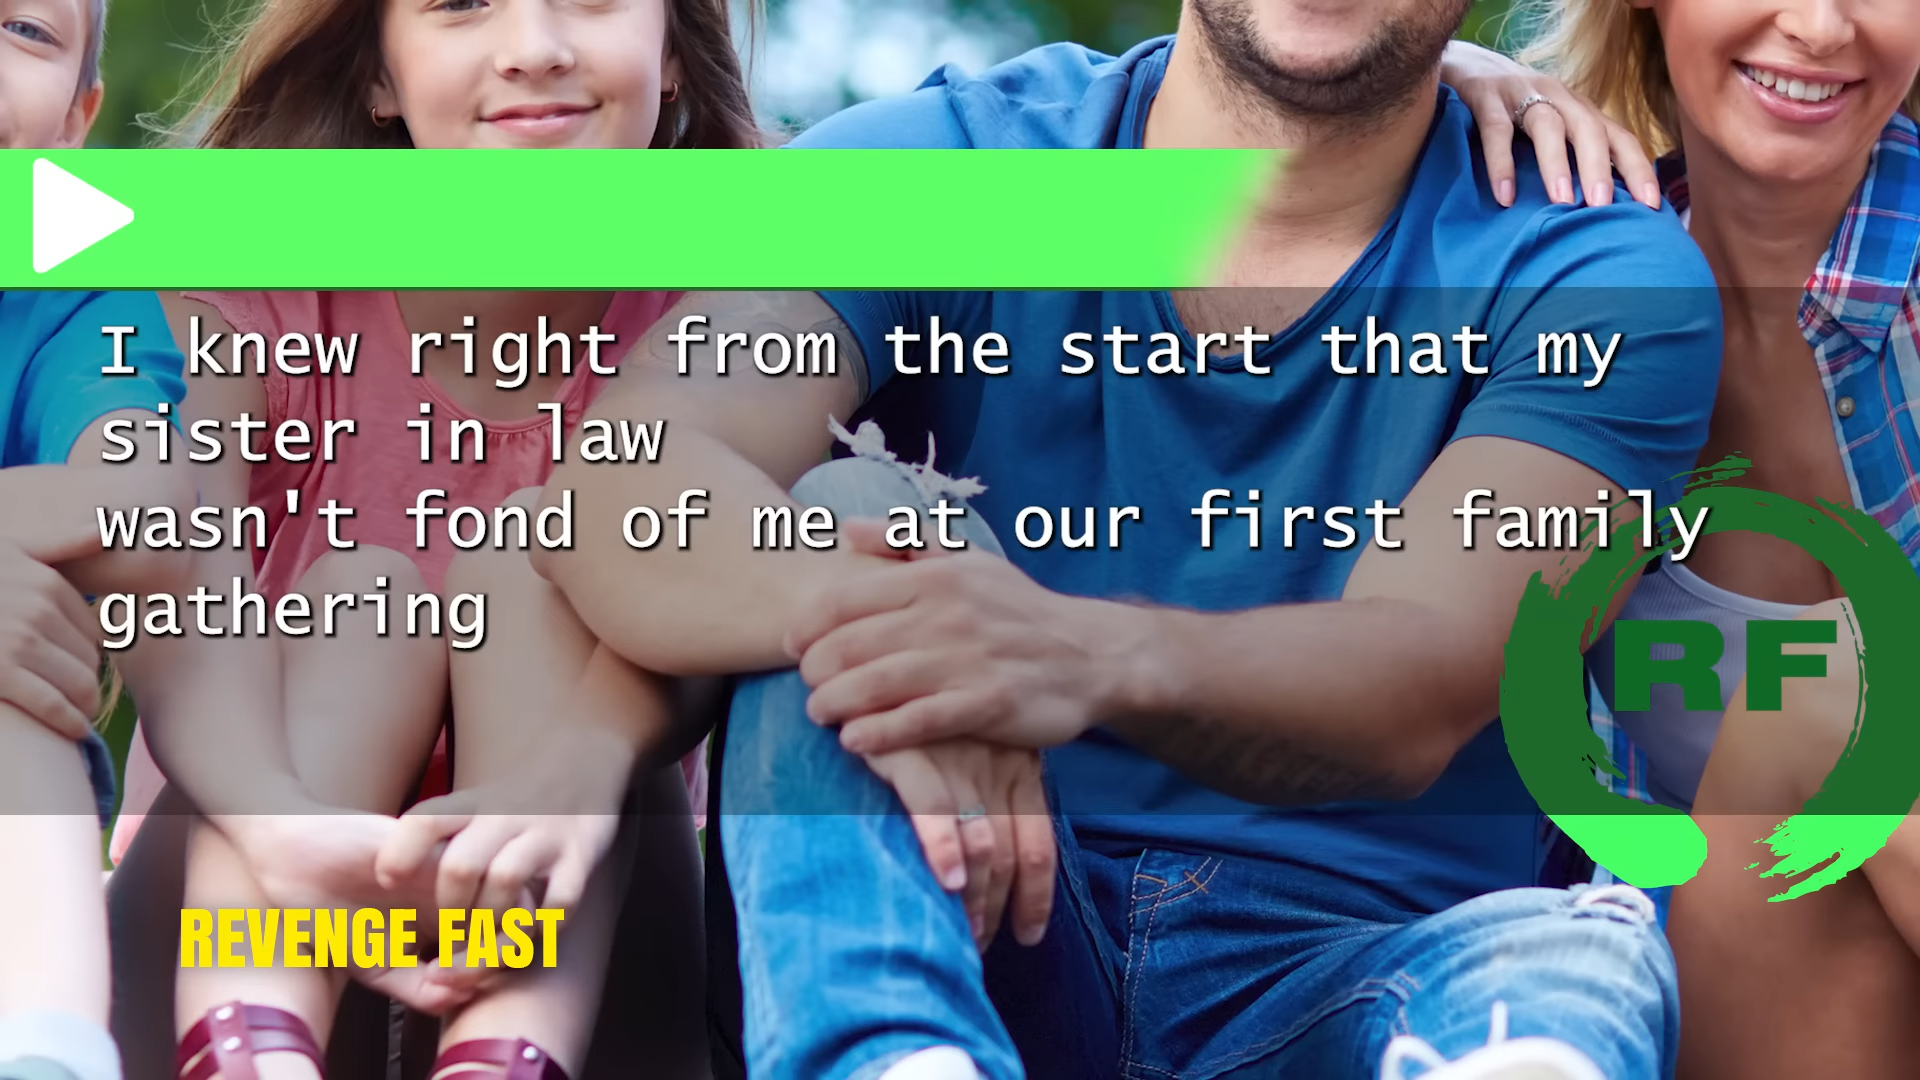 I knew right from the start that my
sister in law
wasn't fond of me at our first family
gathering
RF
REVENGE FAST